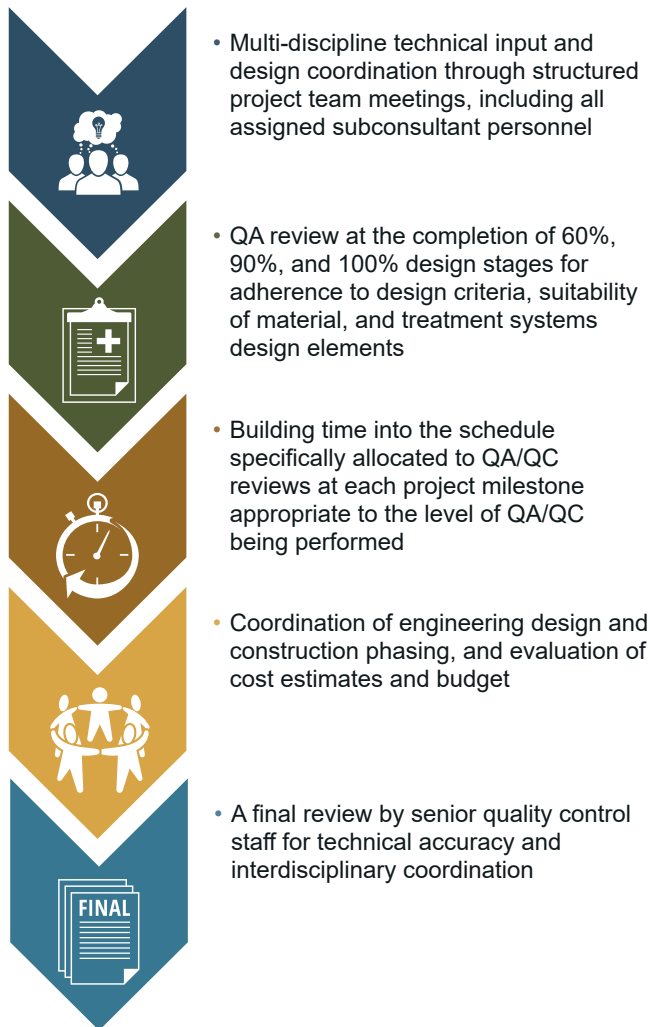 • Multi-discipline technical input and
design coordination through structured
project team meetings, including all
assigned subconsultant personnel
• QA review at the completion of 60%,
90%, and 100% design stages for
adherence to design criteria, suitability
of material, and treatment systems
design elements
• Building time into the schedule
specifically allocated to QA/QC
reviews at each project milestone
appropriate to the level of QA/QC
being performed
• Coordination of engineering design and
construction phasing, and evaluation of
cost estimates and budget
• A final review by senior quality control
staff for technical accuracy and
interdisciplinary coordination
FINAL